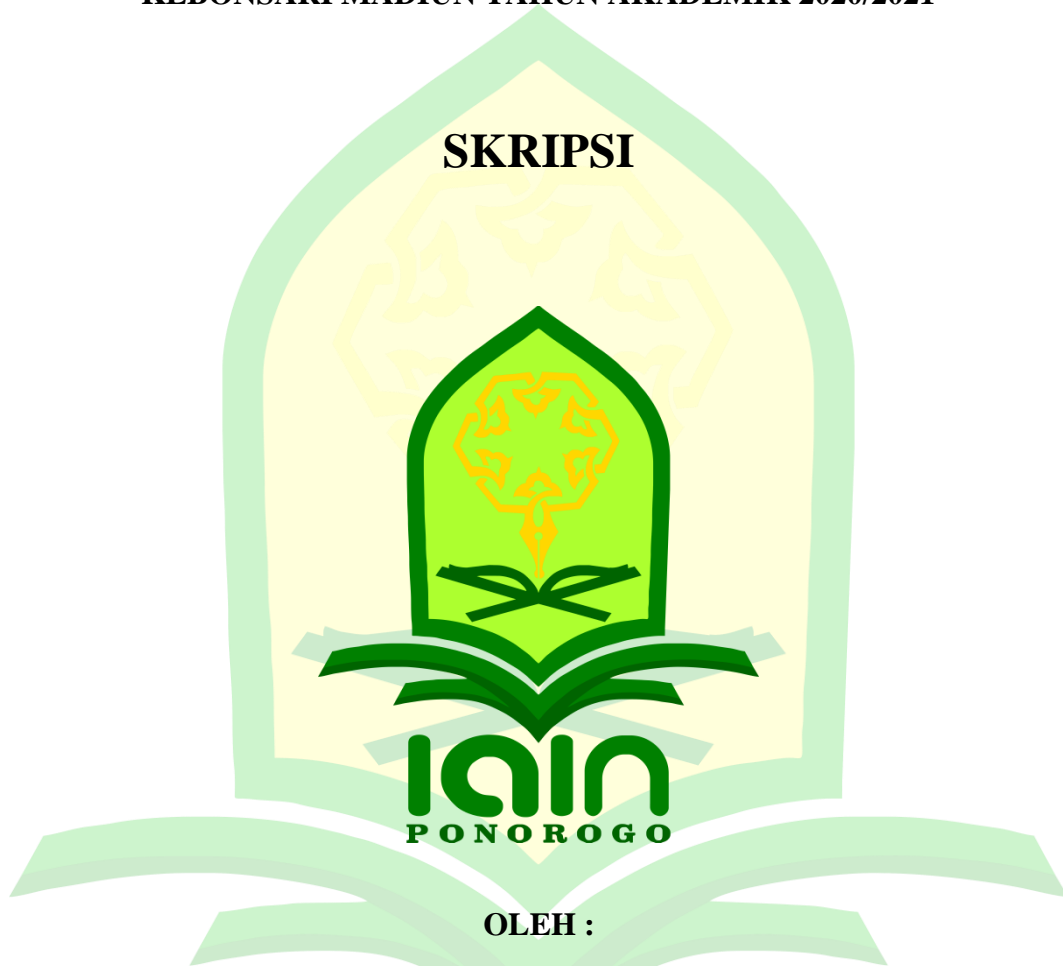 KEBONSARI MADIUN TAHUN AKADEMIK 2020/2021
SKRIPSI
IAIN
PONOROGO
OLEH :